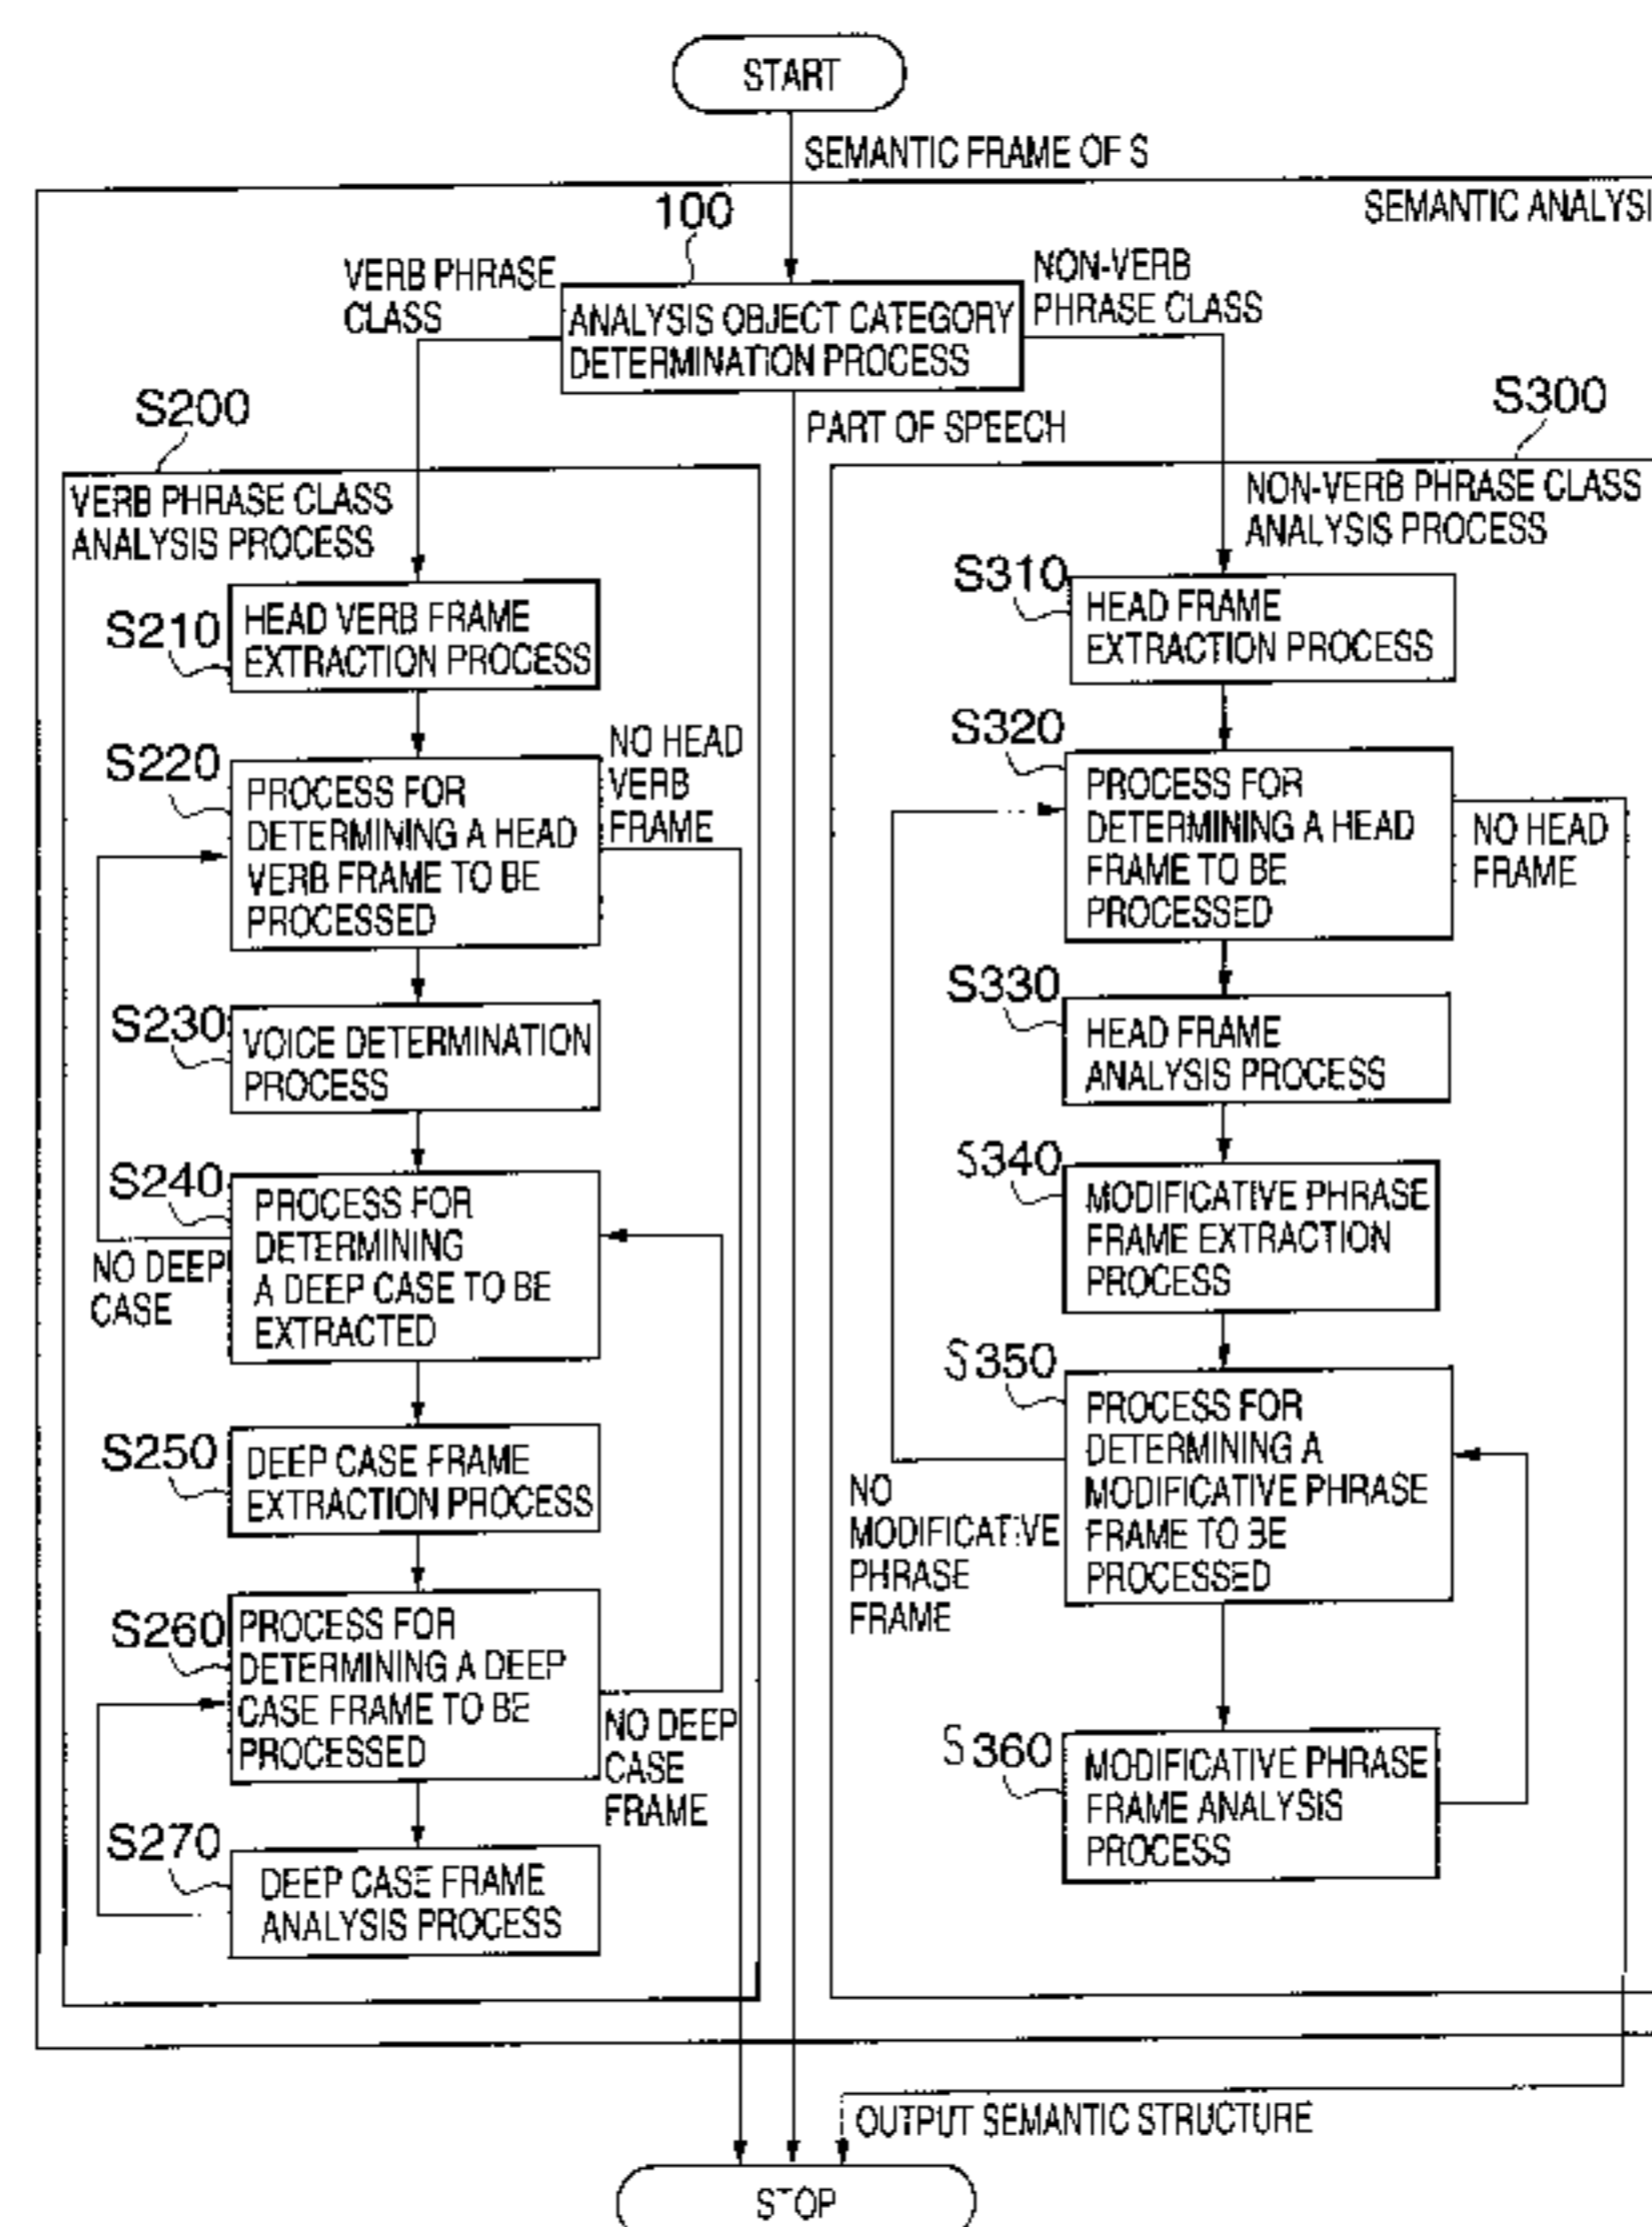 START
SEMANTIC FRAME OF S
SEMANTIC ANALYSI
100
VERB PHRASE
CLASS
NON-VERB
PHRASE CLASS
ANALYSIS OBJECT CATEGORY
DETERMINATION PROCESS
PART OF SPEECH
S200
VERB PHRASE CLASS
ANALYSIS PROCESS
S210
HEAD VERB FRAME
EXTRACTION PROCESS
S220
PROCESS FOR
DETERMINING A HEAD
VERB FRAME TO BE
PROCESSED
NO HEAD
VERB
FRAME
S230
VOICE DETERMINATION
PROCESS
S240
PROCESS FOR
DETERMINING
A DEEP CASE TO BE
EXTRACTED
NO DEEP
CASE
S250
DEEP CASE FRAME
EXTRACTION PROCESS
S260
PROCESS FOR
DETERMINING A DEEP
CASE FRAME TO BE
PROCESSED
NO DEEP
CASE
FRAME
S270
DEEP CASE FRAME
ANALYSIS PROCESS
S300
NON-VERB PHRASE CLASS
ANALYSIS PROCESS
S310
HEAD FRAME
EXTRACTION PROCESS
S320
PROCESS FOR
DETERMINING A HEAD
FRAME TO BE
PROCESSED
NO HEAD
FRAME
S330
HEAD FRAME
ANALYSIS PROCESS
S340
MODIFICATIVE PHRASE
FRAME EXTRACTION
PROCESS
S350
PROCESS FOR
DETERMINING A
MODIFICATIVE PHRASE
FRAME TO BE
PROCESSED
NO
MODIFICATIVE
PHRASE
FRAME
S360
MODIFICATIVE PHRASE
FRAME ANALYSIS
PROCESS
OUTPUT SEMANTIC STRUCTURE
STOP